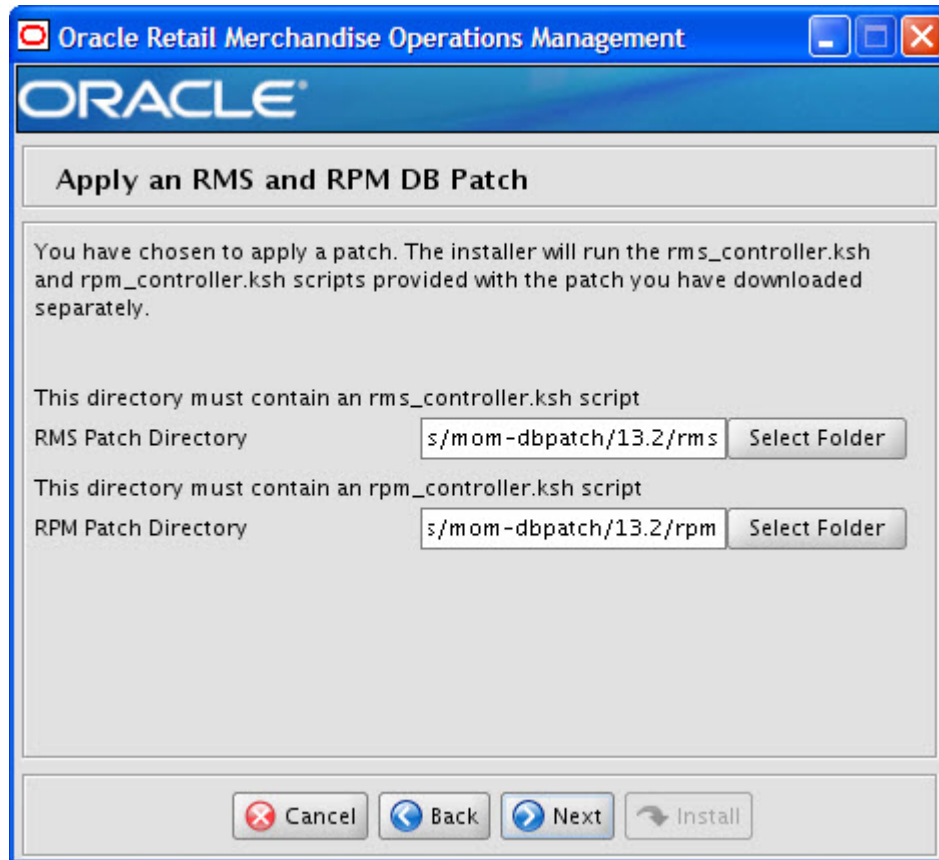 Oracle Retail Merchandise Operations Management
ORACLE®
Apply an RMS and RPM DB Patch
You have chosen to apply a patch. The installer will run the rms_controller.ksh
and rpm_controller.ksh scripts provided with the patch you have downloaded
separately.
This directory must contain an rms_controller.ksh script
RMS Patch Directory s/mom-dbpatch/13.2/rms Select Folder
This directory must contain an rpm_controller.ksh script
RPM Patch Directory s/mom-dbpatch/13.2/rpm Select Folder
Cancel Back Next Install